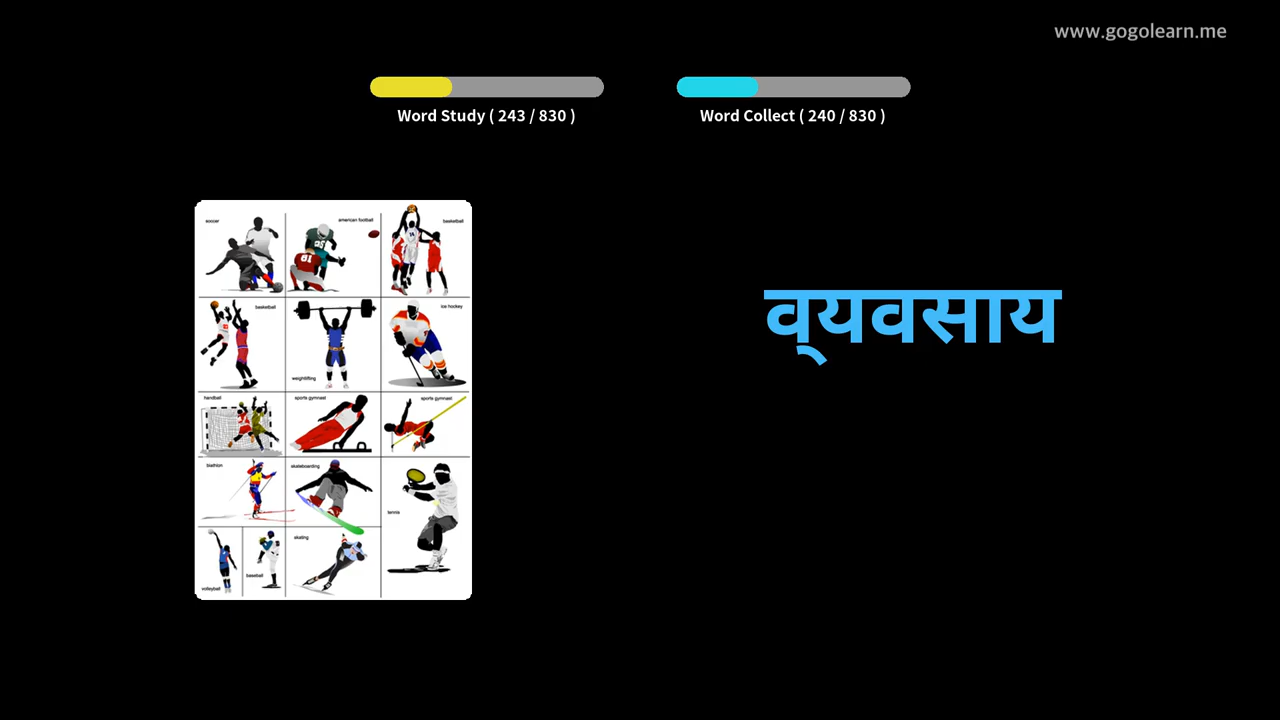 www.gogolearn.me
Word Study ( 243 / 830 )
Word Collect ( 240 / 830 )
soccer
american football
basketball
basketball
weightlifting
ice hockey
handball
sports gymnast
sports gymnast
biathlon
skateboarding
tennis
volleyball
baseball
skating
व्‌यवसाय